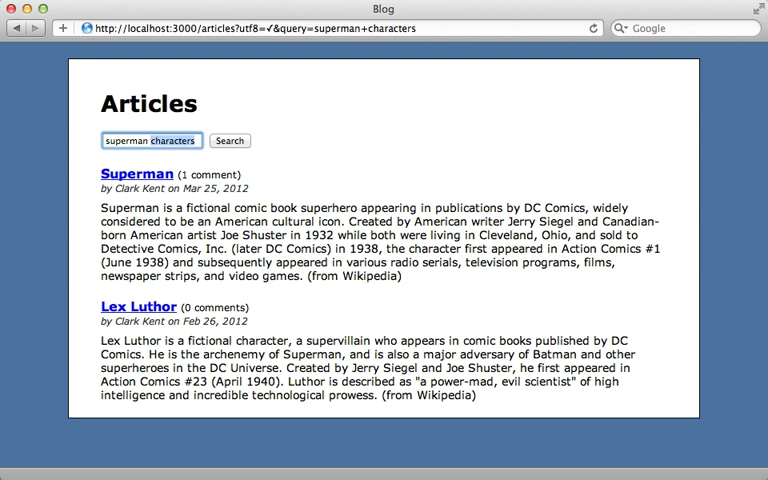 Blog
http://localhost:3000/articles?utf8=✓&query=superman+characters
Google
Articles
superman characters
Search
Superman (1 comment)
by Clark Kent on Mar 25, 2012
Superman is a fictional comic book superhero appearing in publications by DC Comics, widely
considered to be an American cultural icon. Created by American writer Jerry Siegel and Canadian-
born American artist Joe Shuster in 1932 while both were living in Cleveland, Ohio, and sold to
Detective Comics, Inc. (later DC Comics) in 1938, the character first appeared in Action Comics #1
(June 1938) and subsequently appeared in various radio serials, television programs, films,
newspaper strips, and video games. (from Wikipedia)
Lex Luthor (0 comments)
by Clark Kent on Feb 26, 2012
Lex Luthor is a fictional character, a supervillain who appears in comic books published by DC
Comics. He is the archenemy of Superman, and is also a major adversary of Batman and other
superheroes in the DC Universe. Created by Jerry Siegel and Joe Shuster, he first appeared in
Action Comics #23 (April 1940). Luthor is described as "a power-mad, evil scientist" of high
intelligence and incredible technological prowess. (from Wikipedia)